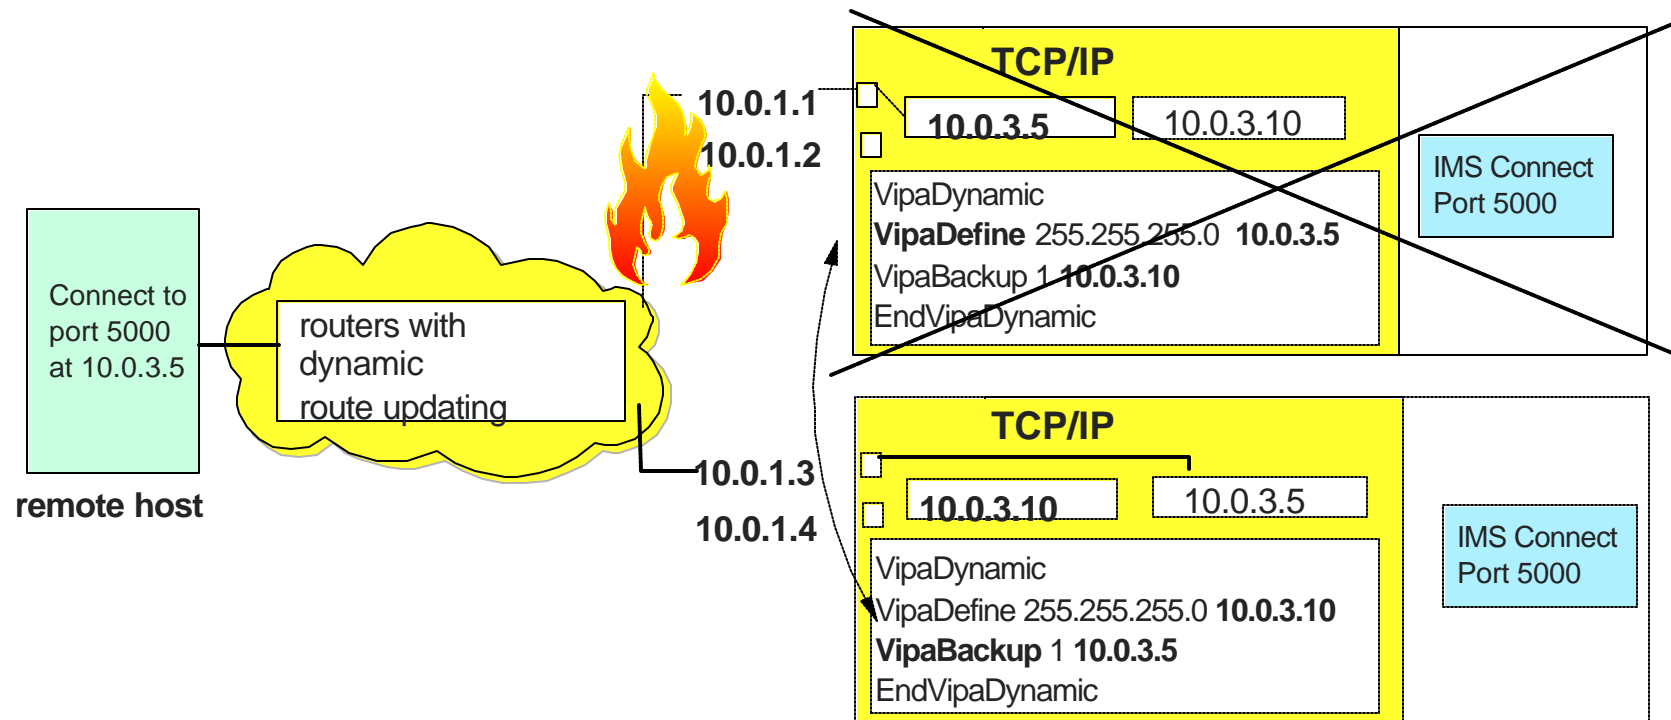 TCP/IP
10.0.1.1
10.0.3.5
10.0.3.10
10.0.1.2
IMS Connect
Port 5000
VipaDynamic
VipaDefine 255.255.255.0 10.0.3.5
VipaBackup 1 10.0.3.10
EndVipaDynamic
Connect to
port 5000
at 10.0.3.5
routers with
dynamic
route updating
remote host
TCP/IP
10.0.1.3
10.0.3.10
10.0.3.5
10.0.1.4
IMS Connect
Port 5000
VipaDynamic
VipaDefine 255.255.255.0 10.0.3.10
VipaBackup 1 10.0.3.5
EndVipaDynamic